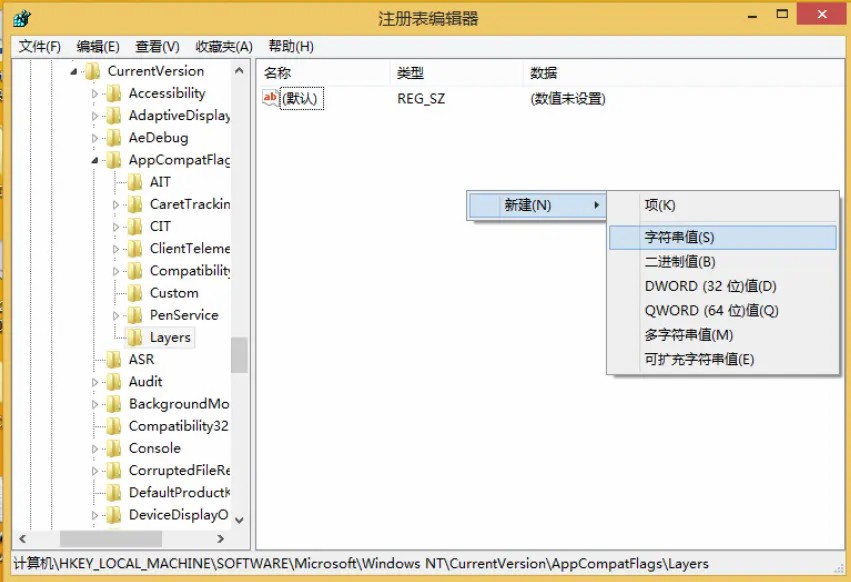 注册表编辑器
文件(F) 编辑(E) 查看(V) 收藏夹(A) 帮助(H)
CurrentVersion
Accessibility
AdaptiveDisplay
AeDebug
AppCompatFlag
AIT
CaretTrackin
CIT
ClientTeleme
Compatibility
Custom
PenService
Layers
ASR
Audit
BackgroundMo
Compatibility32
Console
CorruptedFileRe
DefaultProductK
DeviceDisplayO
名称 类型 数据
ab (默认) REG_SZ (数值未设置)
新建(N)
项(K)
字符串值(S)
二进制值(B)
DWORD (32 位)值(D)
QWORD (64 位)值(Q)
多字符串值(M)
可扩充字符串值(E)
计算机\HKEY_LOCAL_MACHINE\SOFTWARE\Microsoft\Windows NT\CurrentVersion\AppCompatFlags\Layers